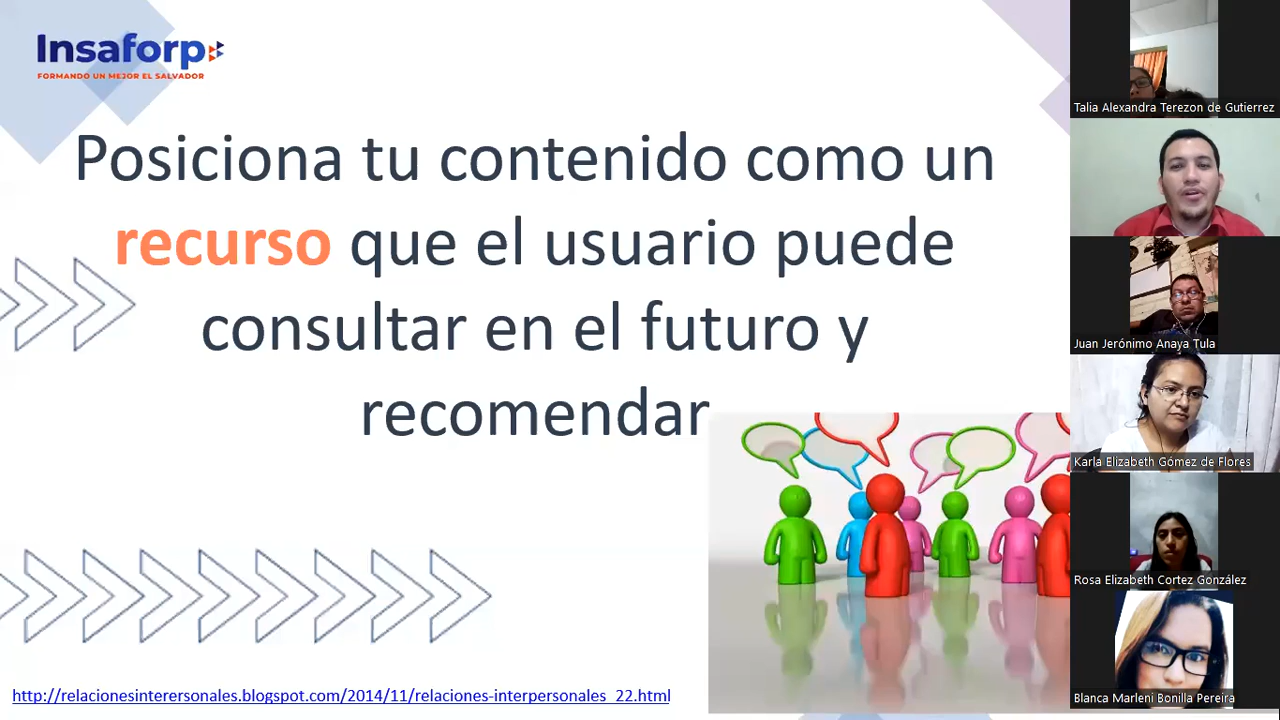 Insaforp
FORMANDO UN MEJOR EL SALVADOR
Posiciona tu contenido como un
recurso que el usuario puede
consultar en el futuro y
recomendar
http://relacionesinterersonales.blogspot.com/2014/11/relaciones-interpersonales_22.html
Talia Alexandra Terezon de Gutierrez
Juan Jerónimo Anaya Tula
Karla Elizabeth Gómez de Flores
Rosa Elizabeth Cortez González
Blanca Marleni Bonilla Pereira